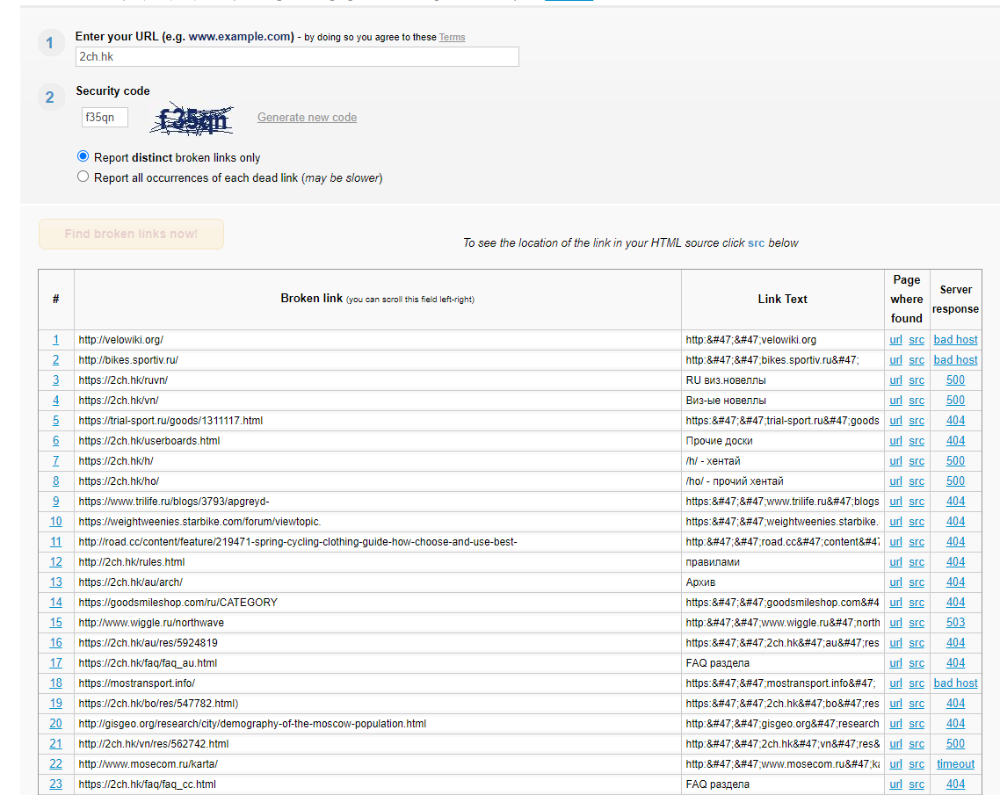 1 Enter your URL (e.g. www.example.com) - by doing so you agree to these Terms
2ch.hk
2 Security code
f35qn f35qn Generate new code
Report distinct broken links only
Report all occurrences of each dead link (may be slower)
Find broken links now!
To see the location of the link in your HTML source click src below
# Broken link (you can scroll this field left-right) Link Text Page where found Server response
1 http://velowiki.org/ http:&#47;&#47;velowiki.org url src bad host
2 http://bikes.sportiv.ru/ http:&#47;&#47;bikes.sportiv.ru&#47; url src bad host
3 https://2ch.hk/ruvn/ RU виз.новеллы url src 500
4 https://2ch.hk/vn/ Виз-ые новеллы url src 500
5 https://trial-sport.ru/goods/1311117.html https:&#47;&#47;trial-sport.ru&#47;goods url src 404
6 https://2ch.hk/userboards.html Прочие доски url src 404
7 https://2ch.hk/h/ /h/ - хентай url src 500
8 https://2ch.hk/ho/ /ho/ - прочий хентай url src 500
9 https://www.trilife.ru/blogs/3793/apgreyd- https:&#47;&#47;www.trilife.ru&#47;blogs url src 404
10 https://weightweenies.starbike.com/forum/viewtopic. https:&#47;&#47;weightweenies.starbike. url src 404
11 http://road.cc/content/feature/219471-spring-cycling-clothing-guide-how-choose-and-use-best- http:&#47;&#47;road.cc&#47;content&#47; url src 404
12 http://2ch.hk/rules.html правилами url src 404
13 https://2ch.hk/au/arch/ Архив url src 404
14 https://goodsmileshop.com/ru/CATEGORY https:&#47;&#47;goodsmileshop.com&#4 url src 404
15 http://www.wiggle.ru/northwave http:&#47;&#47;www.wiggle.ru&#47;north url src 503
16 https://2ch.hk/au/res/5924819 https:&#47;&#47;2ch.hk&#47;au&#47;res url src 404
17 https://2ch.hk/faq/faq_au.html FAQ раздела url src 404
18 https://mostransport.info/ https:&#47;&#47;mostransport.info&#47; url src bad host
19 https://2ch.hk/bo/res/547782.html) https:&#47;&#47;2ch.hk&#47;bo&#47;res url src 404
20 http://gisgeo.org/research/city/demography-of-the-moscow-population.html http:&#47;&#47;gisgeo.org&#47;research url src 404
21 http://2ch.hk/vn/res/562742.html http:&#47;&#47;2ch.hk&#47;vn&#47;res& url src 500
22 http://www.mosecom.ru/karta/ http:&#47;&#47;www.mosecom.ru&#47;ka url src timeout
23 https://2ch.hk/faq/faq_cc.html FAQ раздела url src 404